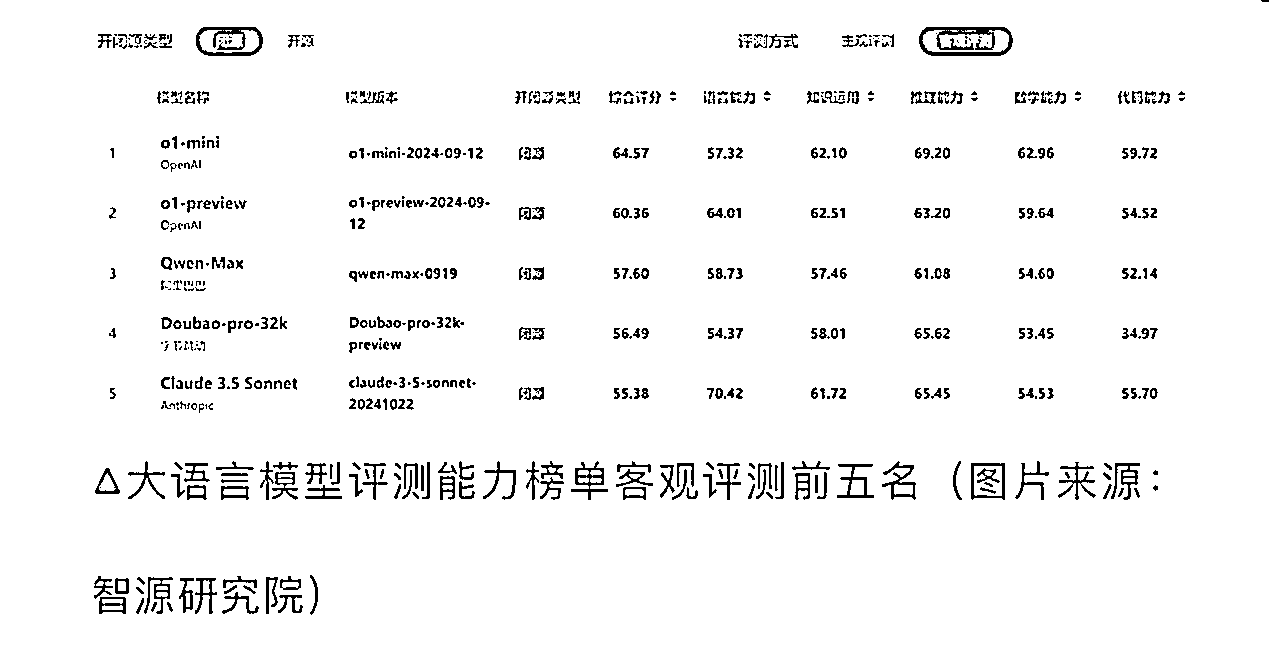 开闭源类型 闭源 开源 评测方式 主观评测 客观评测
模型名称 模型版本 开闭源类型 综合评分 语言能力 知识运用 推理能力 数学能力 代码能力
1 o1-mini OpenAI o1-mini-2024-09-12 闭源 64.57 57.32 62.10 69.20 62.96 59.72
2 o1-preview OpenAI o1-preview-2024-09-12 闭源 60.36 64.01 62.51 63.20 59.64 54.52
3 Qwen-Max qwen-max-0919 闭源 57.60 58.73 57.46 61.08 54.60 52.14
4 Doubao-pro-32k 字节跳动 Doubao-pro-32k-preview 闭源 56.49 54.37 58.01 65.62 53.45 34.97
5 Claude 3.5 Sonnet Anthropic claude-3-5-sonnet-20241022 闭源 55.38 70.42 61.72 65.45 54.53 55.70
△大语言模型评测能力榜单客观评测前五名（图片来源：
智源研究院）